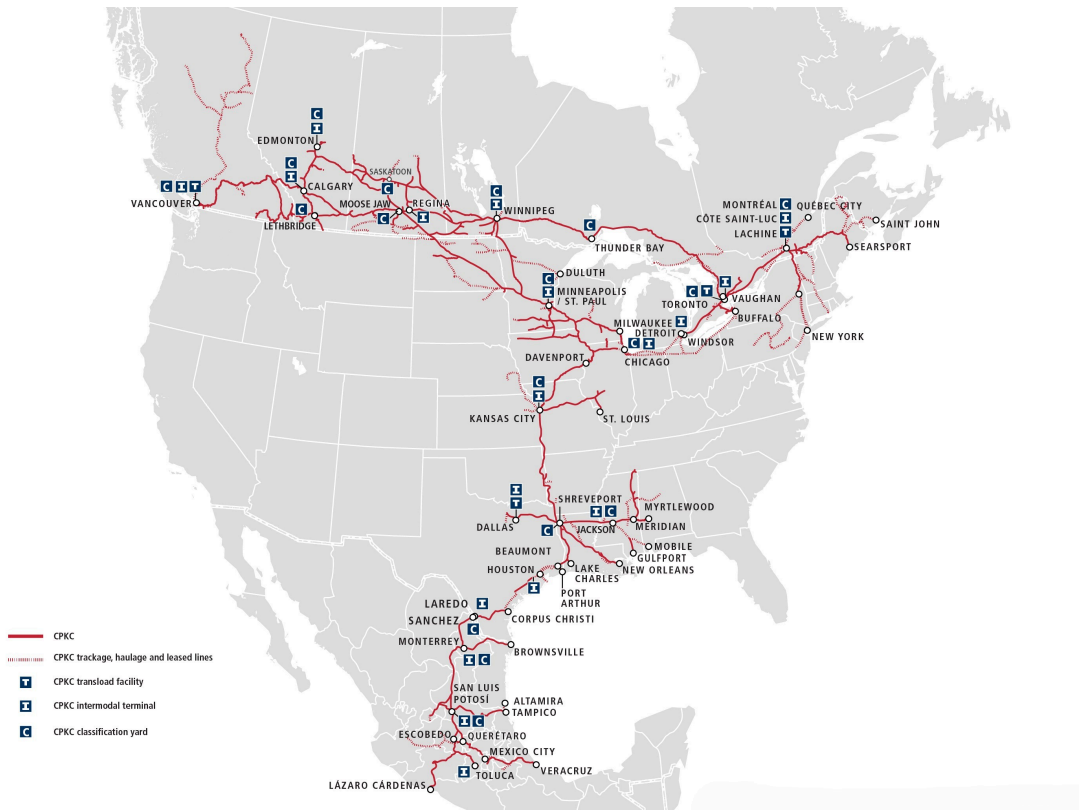 C
I
EDMONTON
C
I
CALGARY
SASKATOON
C
C I T
VANCOUVER
C
LETHBRIDGE
MOOSE JAW
C
REGINA
I
C
I
WINNIPEG
C
THUNDER BAY
MONTRÉAL C
CÔTE SAINT-LUC I
LACHINE T
QUÉBEC CITY
SAINT JOHN
SEARSPORT
DULUTH
C
I
MINNEAPOLIS
/ ST. PAUL
I
C T
TORONTO
VAUGHAN
BUFFALO
MILWAUKEE
I
DETROIT
WINDSOR
C I
CHICAGO
NEW YORK
DAVENPORT
C
I
KANSAS CITY
ST. LOUIS
I
T
DALLAS
SHREVEPORT
C
I C
JACKSON
MYRTLEWOOD
MERIDIAN
MOBILE
GULFPORT
NEW ORLEANS
BEAUMONT
HOUSTON
I
LAKE
CHARLES
PORT
ARTHUR
LAREDO
I
SANCHEZ
C
CORPUS CHRISTI
MONTERREY
I C
BROWNSVILLE
SAN LUIS
POTOSÍ
I C
ALTAMIRA
TAMPICO
ESCOBEDO
QUERÉTARO
MEXICO CITY
I
TOLUCA
VERACRUZ
LÁZARO CÁRDENAS
CPKC
CPKC trackage, haulage and leased lines
T CPKC transload facility
I CPKC intermodal terminal
C CPKC classification yard